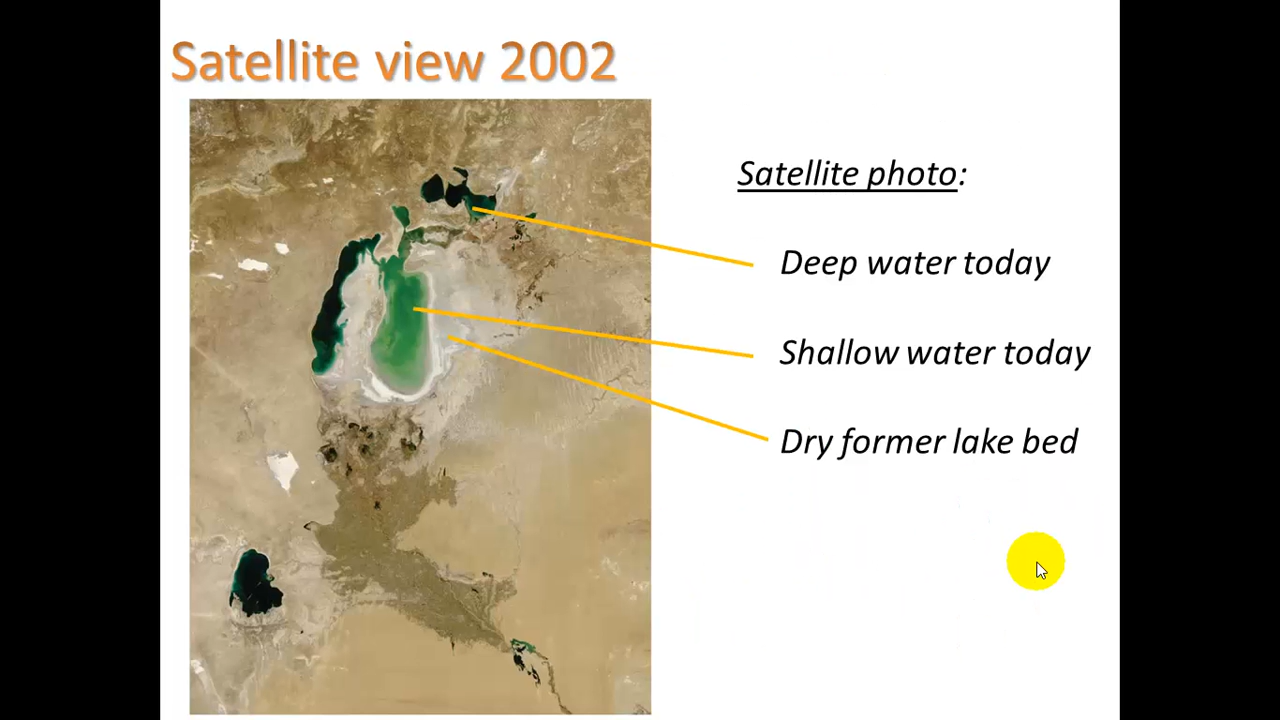 Satellite view 2002
Satellite photo:
Deep water today
Shallow water today
Dry former lake bed